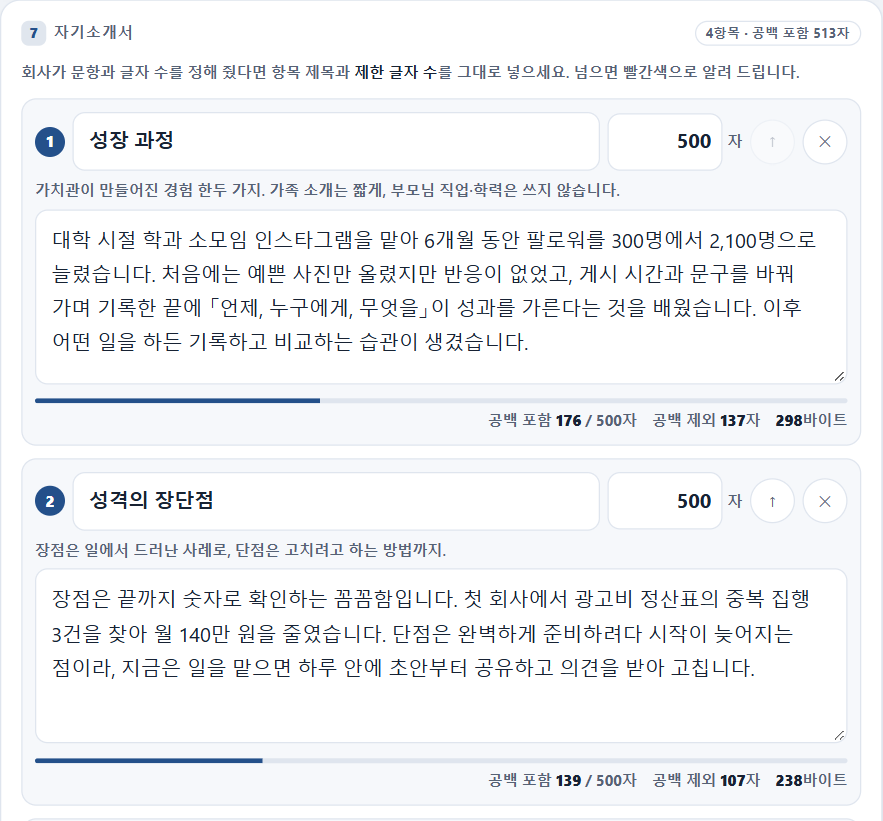 7 자기소개서 4항목 · 공백 포함 513자
회사가 문항과 글자 수를 정해 줬다면 항목 제목과 제한 글자 수를 그대로 넣으세요. 넘으면 빨간색으로 알려 드립니다.
1 성장 과정 500 자 ↑ ×
가치관이 만들어진 경험 한두 가지. 가족 소개는 짧게, 부모님 직업·학력은 쓰지 않습니다.
대학 시절 학과 소모임 인스타그램을 맡아 6개월 동안 팔로워를 300명에서 2,100명으로
늘렸습니다. 처음에는 예쁜 사진만 올렸지만 반응이 없었고, 게시 시간과 문구를 바꿔
가며 기록한 끝에 「언제, 누구에게, 무엇을」이 성과를 가른다는 것을 배웠습니다. 이후
어떤 일을 하든 기록하고 비교하는 습관이 생겼습니다.
공백 포함 176 / 500자 공백 제외 137자 298바이트
2 성격의 장단점 500 자 ↑ ×
장점은 일에서 드러난 사례로, 단점은 고치려고 하는 방법까지.
장점은 끝까지 숫자로 확인하는 꼼꼼함입니다. 첫 회사에서 광고비 정산표의 중복 집행
3건을 찾아 월 140만 원을 줄였습니다. 단점은 완벽하게 준비하려다 시작이 늦어지는
점이라, 지금은 일을 맡으면 하루 안에 초안부터 공유하고 의견을 받아 고칩니다.
공백 포함 139 / 500자 공백 제외 107자 238바이트